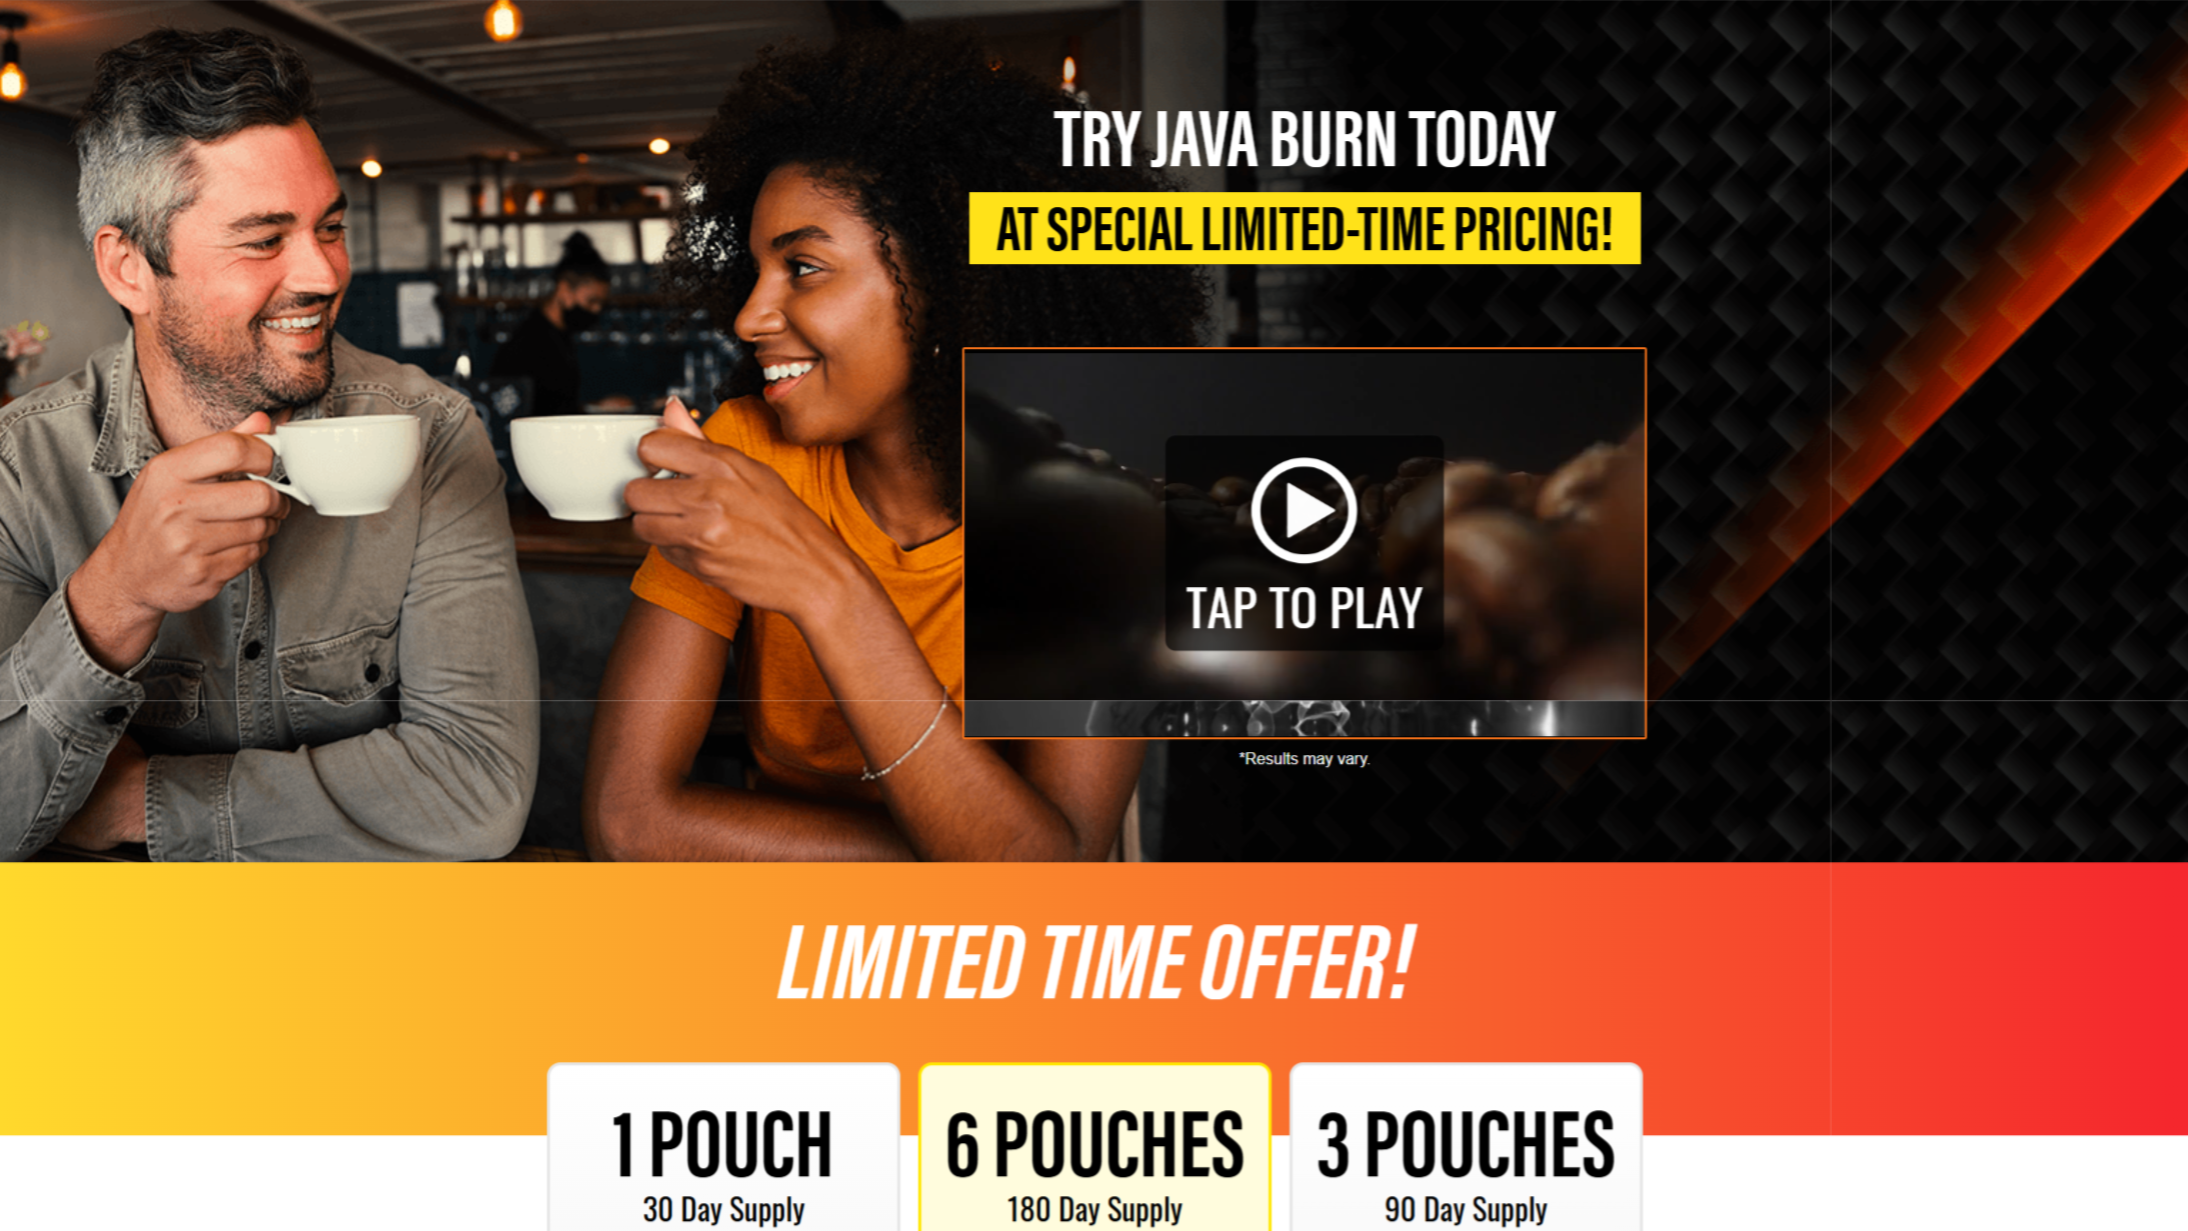 TRY JAVA BURN TODAY
AT SPECIAL LIMITED-TIME PRICING!
TAP TO PLAY
*Results may vary.
LIMITED TIME OFFER!
1 POUCH
30 Day Supply
6 POUCHES
180 Day Supply
3 POUCHES
90 Day Supply